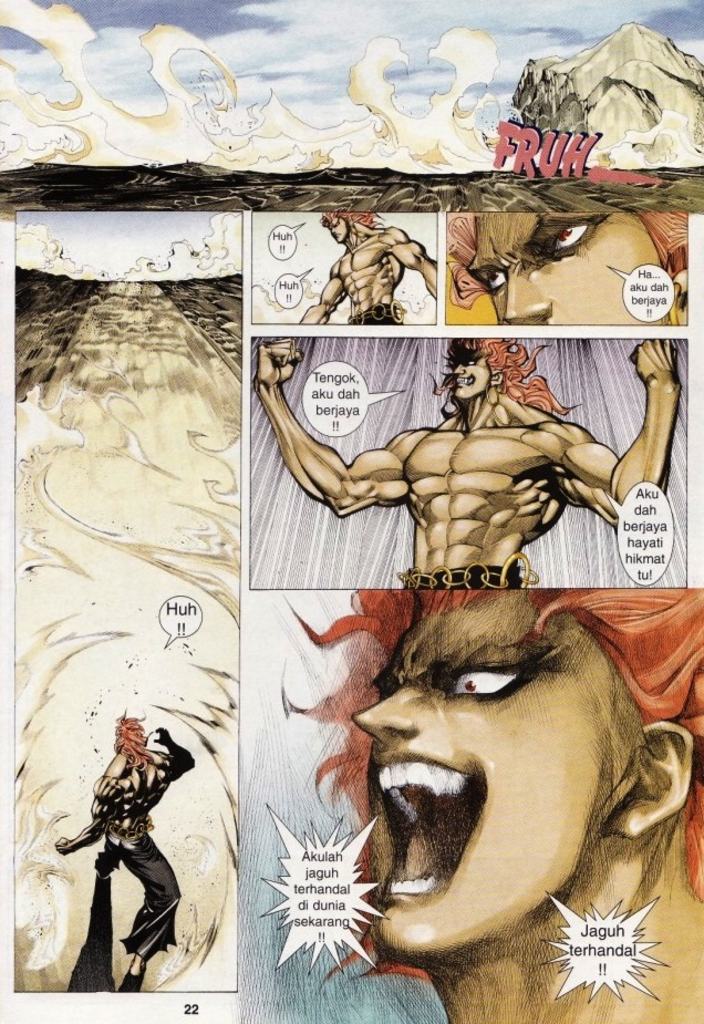 FRUH...
Huh
!!
Huh
!!
Huh
!!
Ha...
aku dah
berjaya
!!
Tengok,
aku dah
berjaya
!!
Aku
dah
berjaya
hayati
hikmat
tu!
Akulah
jaguh
terhandal
di dunia
sekarang
!!
Jaguh
terhandal
!!
22